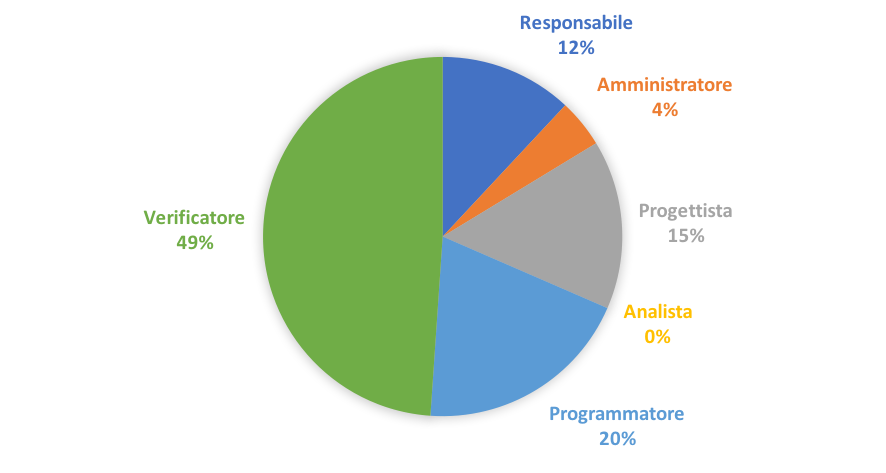 Responsabile
12%
Amministratore
4%
Progettista
15%
Analista
0%
Programmatore
20%
Verificatore
49%